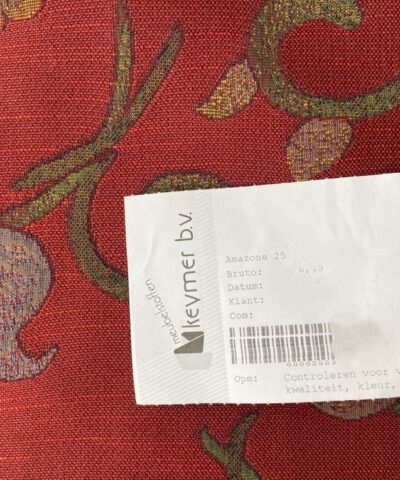 meubelstoffen
keymer b.v.
Amazone 25
Bruto:
Datum:
Klant:
Com:
Opm: Controleren voor
kwaliteit, kleur,